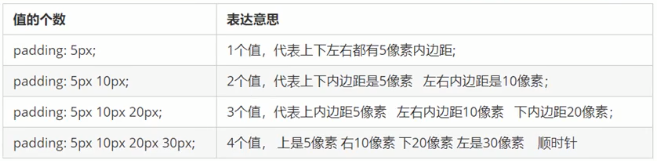 值的个数 表达意思
padding: 5px; 1个值，代表上下左右都有5像素内边距;
padding: 5px 10px; 2个值，代表上下内边距是5像素 左右内边距是10像素；
padding: 5px 10px 20px; 3个值，代表上内边距5像素 左右内边距10像素 下内边距20像素；
padding: 5px 10px 20px 30px; 4个值，上是5像素 右10像素 下20像素 左是30像素 顺时针